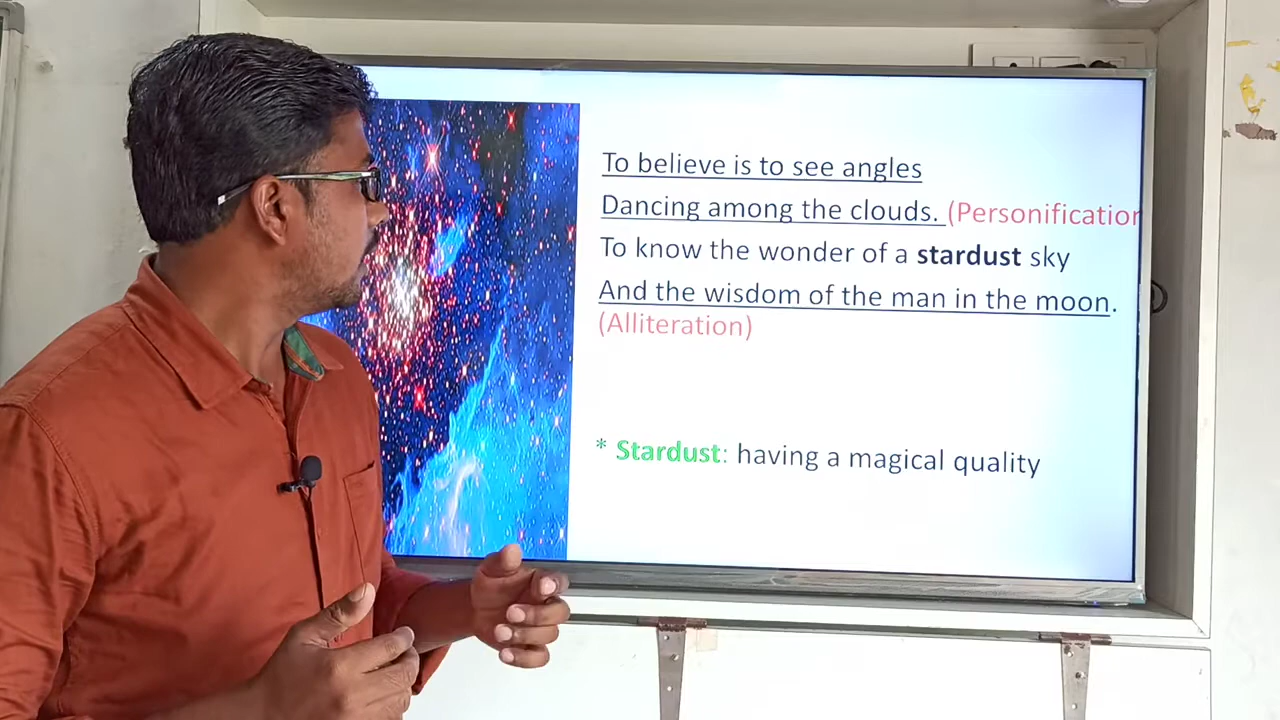 To believe is to see angles
Dancing among the clouds. (Personification
To know the wonder of a stardust sky
And the wisdom of the man in the moon.
(Alliteration)
* Stardust: having a magical quality